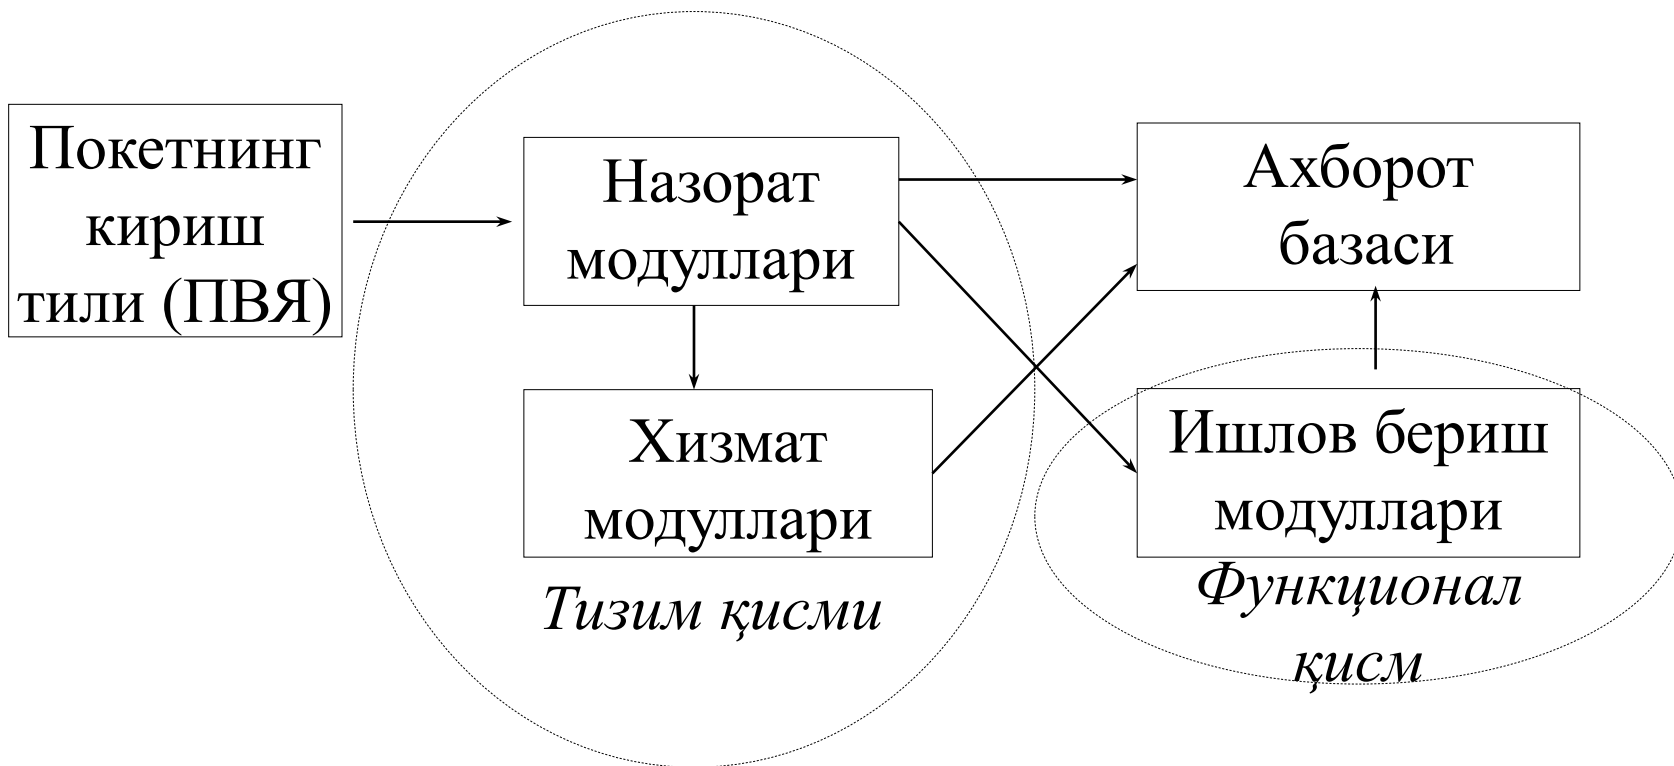 Покетнинг
кириш
тили (ПВЯ)
Назорат
модуллари
Хизмат
модуллари
Тизим қисми
Ахборот
базаси
Ишлов бериш
модуллари
Функционал
қисм